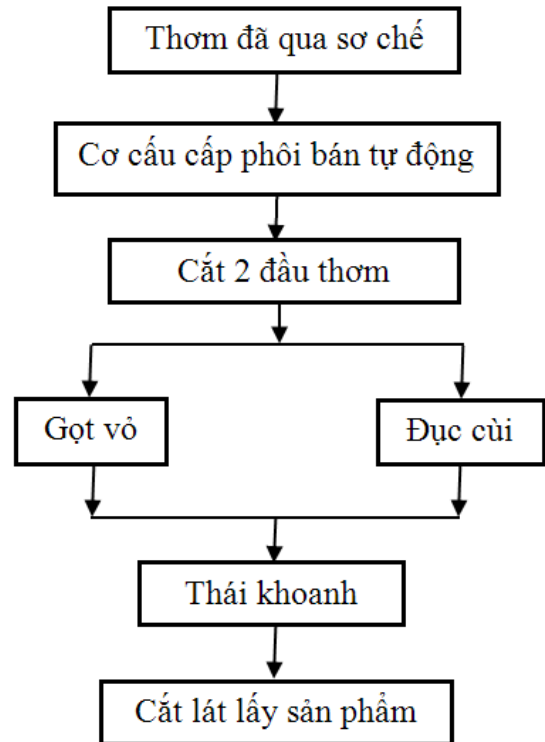 Thơm đã qua sơ chế
Cơ cấu cấp phôi bán tự động
Cắt 2 đầu thơm
Gọt vỏ
Đục cùi
Thái khoanh
Cắt lát lấy sản phẩm